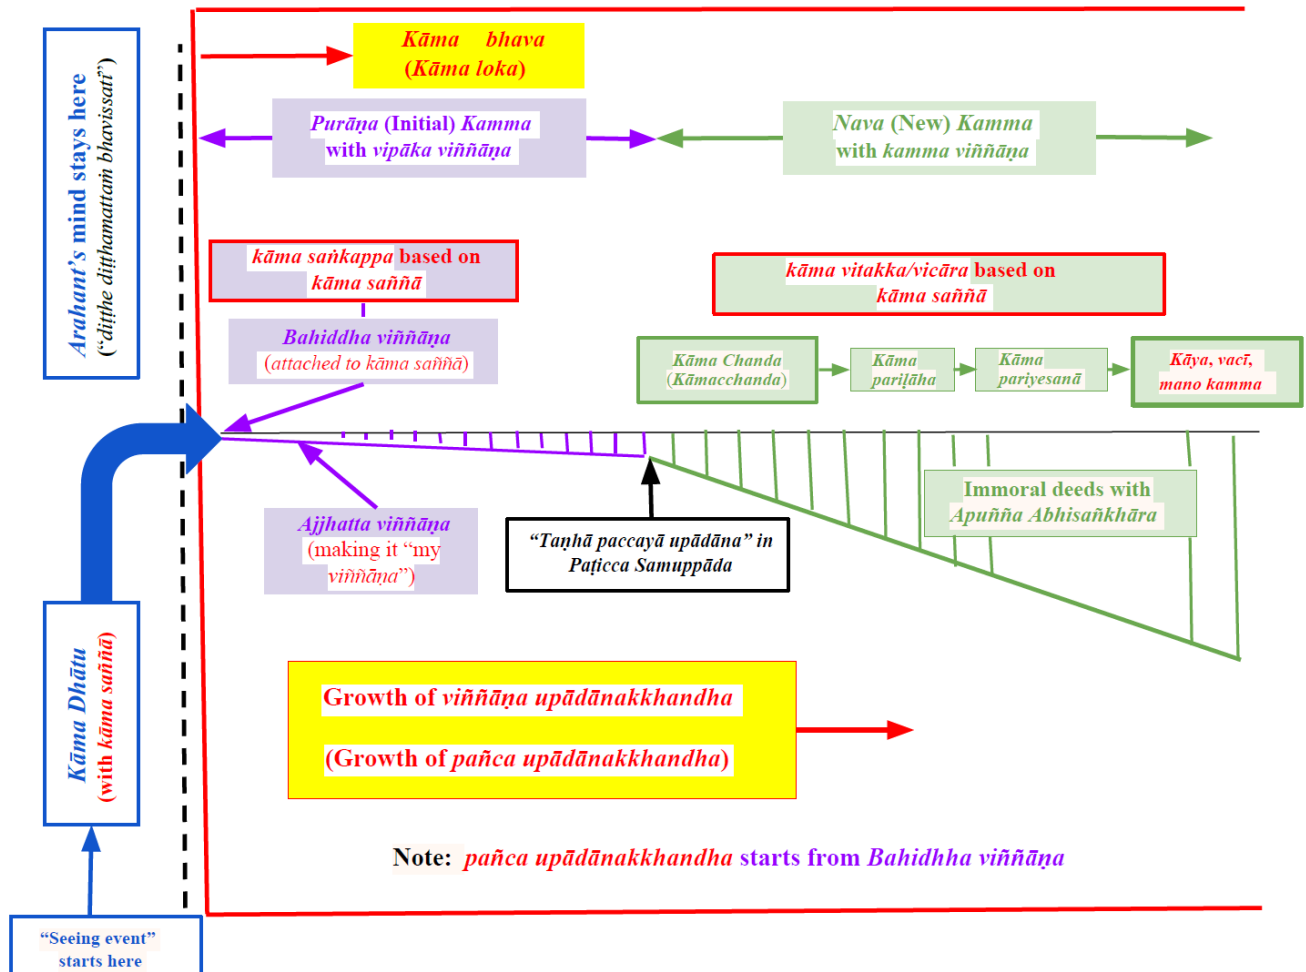 Arahant's mind stays here
(“diṭṭhe diṭṭhamattaṁ bhavissati”)
Kāma bhava
(Kāma loka)
Purāṇa (Initial) Kamma
with vipāka viññāṇa
Nava (New) Kamma
with kamma viññāṇa
kāma saṅkappa based on
kāma saññā
kāma vitakka/vicāra based on
kāma saññā
Bahiddha viññāṇa
(attached to kāma saññā)
Kāma Chanda
(Kāmacchanda)
Kāma
pariḷāha
Kāma
pariyesanā
Kāya, vacī,
mano kamma
Ajjhatta viññāṇa
(making it “my
viññāṇa”)
“Taṇhā paccayā upādāna” in
Paṭicca Samuppāda
Immoral deeds with
Apuñña Abhisaṅkhāra
Kāma Dhātu
(with kāma saññā)
Growth of viññāṇa upādānakkhandha
(Growth of pañca upādānakkhandha)
Note: pañca upādānakkhandha starts from Bahidhha viññāṇa
“Seeing event”
starts here